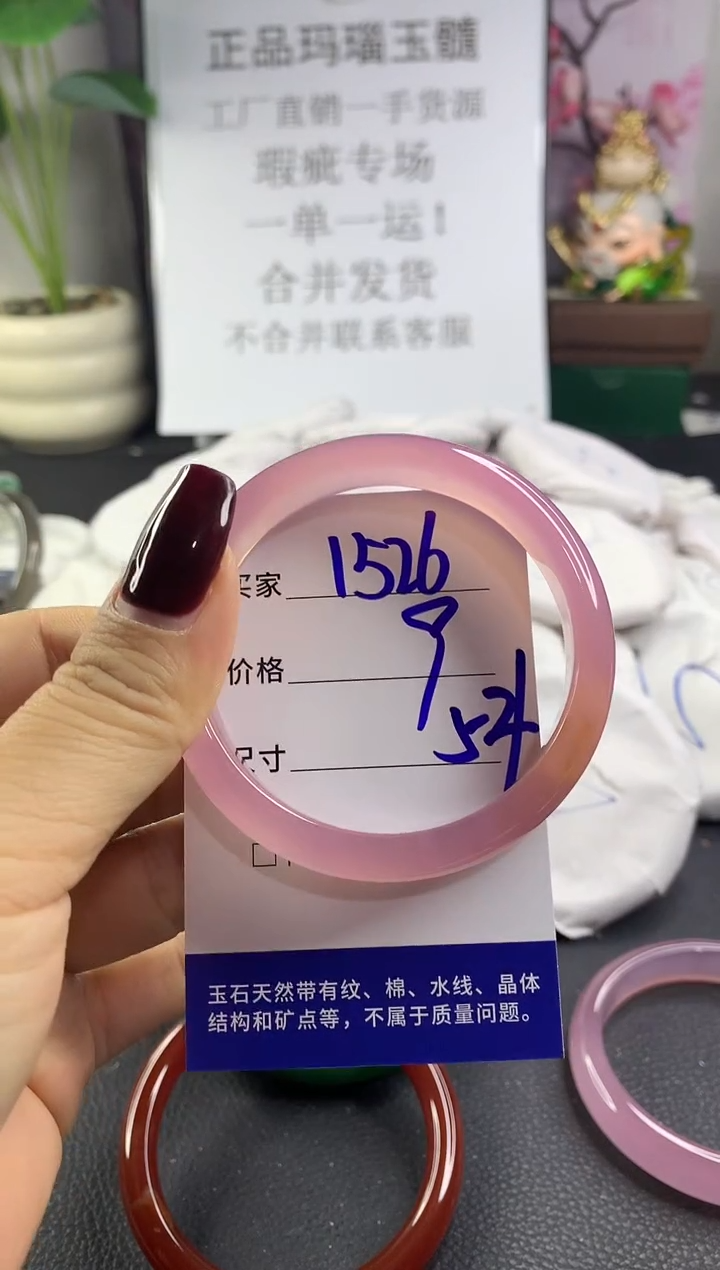 正品玛瑙玉髓
工厂直销一手货源
瑕疵专场
一单一运!
合并发货
不合并联系客服
买家 1526
价格 9
尺寸
玉石天然带有纹、棉、水线、晶体
结构和矿点等，不属于质量问题。